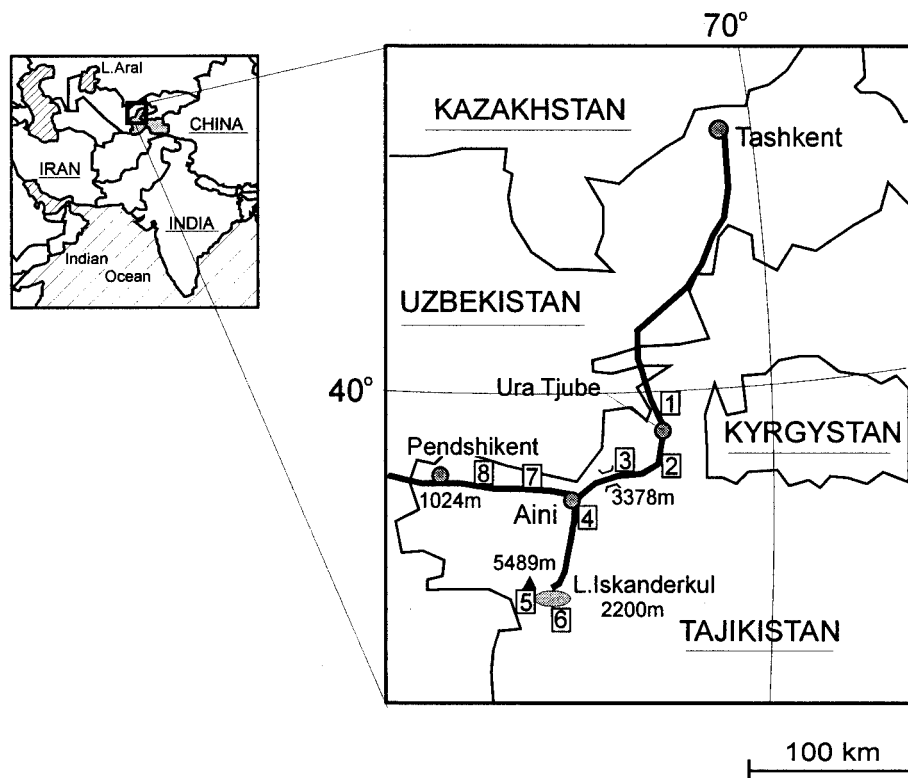 70°
L.Aral
CHINA
IRAN
INDIA
Indian
Ocean
KAZAKHSTAN
Tashkent
UZBEKISTAN
Ura Tjube
40°
1
KYRGYSTAN
Pendshikent
8
7
3
2
1024m
3378m
Aini
4
5489m
L.Iskanderkul
5
2200m
6
TAJIKISTAN
100 km